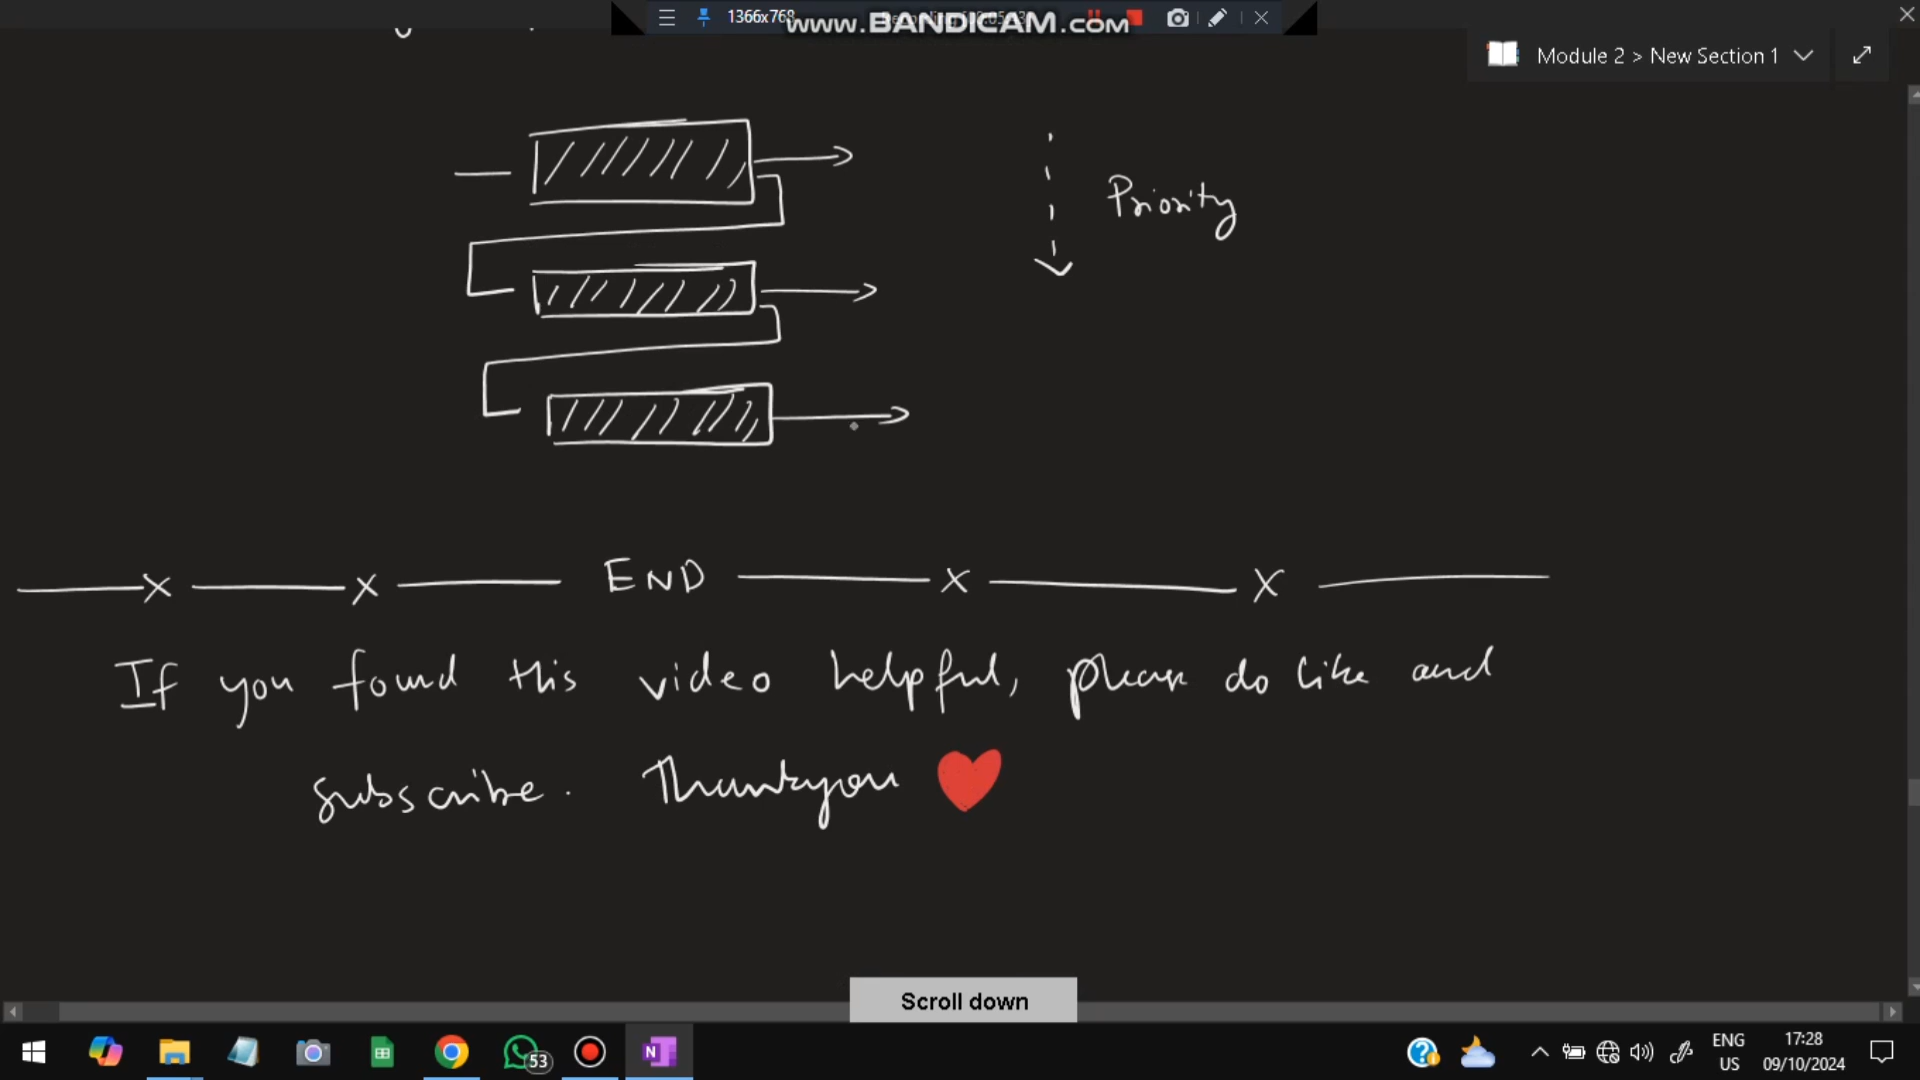 1366x768
www.BANDICAM.com
Module 2 > New Section 1
Priority
END
If you found this video helpful, please do like and
subscribe. Thankyou
Scroll down
53
ENG
US
17:28
09/10/2024